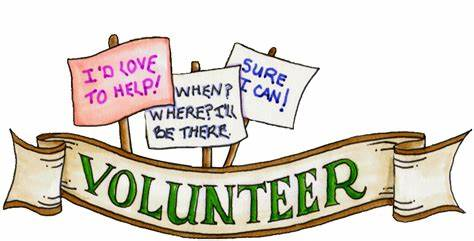 I'D LOVE
TO HELP!
WHEN?
WHERE? I'LL
BE THERE.
SURE
I CAN!
VOLUNTEER